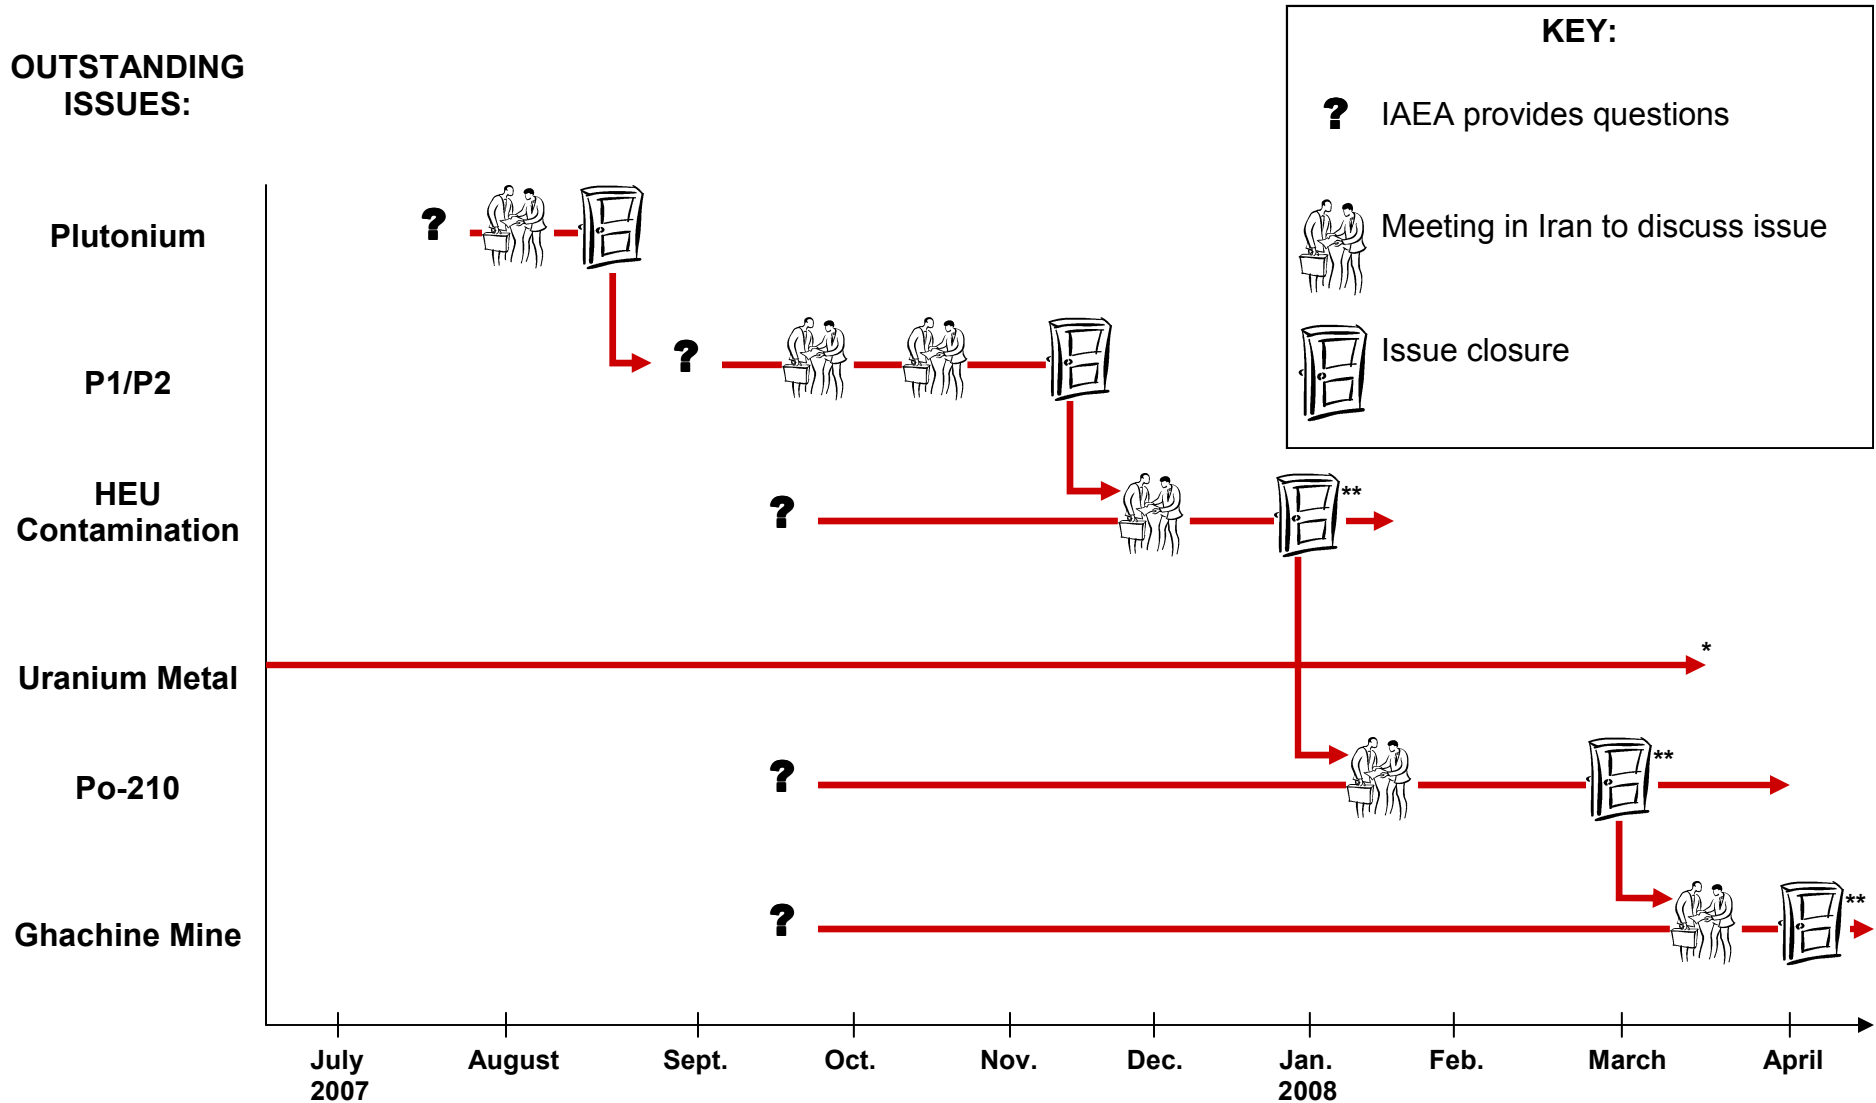 OUTSTANDING
ISSUES:
KEY:
? IAEA provides questions
Meeting in Iran to discuss issue
Issue closure
Plutonium
?
P1/P2
?
HEU
Contamination
?
**
Uranium Metal
*
Po-210
?
**
Ghachine Mine
?
**
July
2007
August
Sept.
Oct.
Nov.
Dec.
Jan.
2008
Feb.
March
April